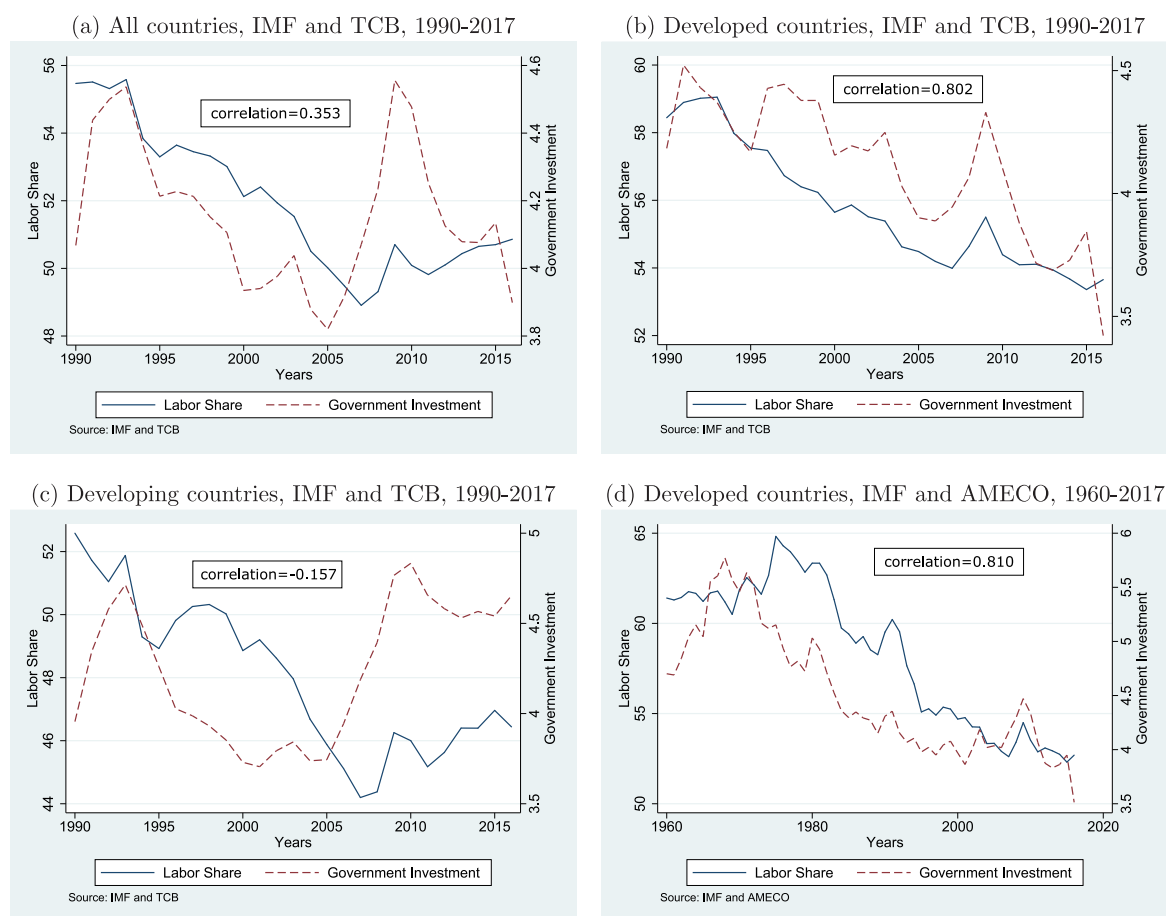 (a) All countries, IMF and TCB, 1990-2017
56
54
52
50
48
Labor Share
4.6
4.4
4.2
4
3.8
Government Investment
correlation=0.353
1990 1995 2000 2005 2010 2015
Years
Labor Share Government Investment
Source: IMF and TCB
(b) Developed countries, IMF and TCB, 1990-2017
60
58
56
54
52
Labor Share
4.5
4
3.5
Government Investment
correlation=0.802
1990 1995 2000 2005 2010 2015
Years
Labor Share Government Investment
Source: IMF and TCB
(c) Developing countries, IMF and TCB, 1990-2017
52
50
48
46
44
Labor Share
5
4.5
4
3.5
Government Investment
correlation=-0.157
1990 1995 2000 2005 2010 2015
Years
Labor Share Government Investment
Source: IMF and TCB
(d) Developed countries, IMF and AMECO, 1960-2017
65
60
55
50
Labor Share
6
5.5
5
4.5
4
3.5
Government Investment
correlation=0.810
1960 1980 2000 2020
Years
Labor Share Government Investment
Source: IMF and AMECO